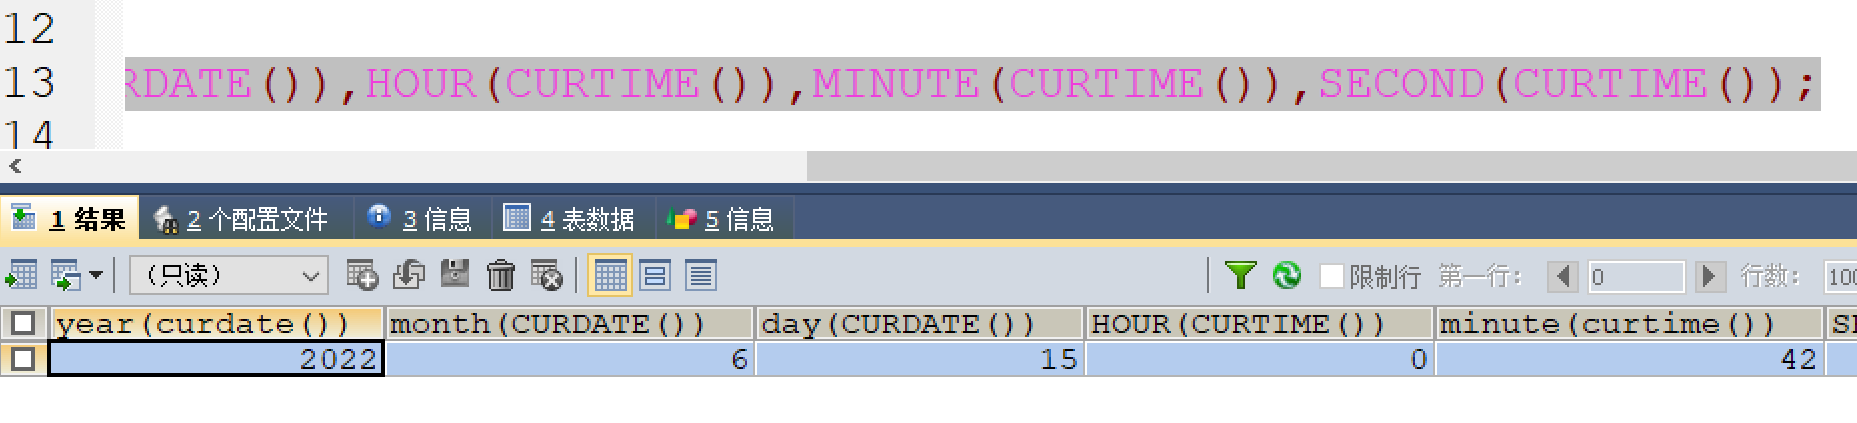 12
13 RDATE()),HOUR(CURTIME()),MINUTE(CURTIME()),SECOND(CURTIME());
14
1 结果 2 个配置文件 3 信息 4 表数据 5 信息
（只读） 限制行 第一行： 0 行数： 100
year(curdate()) month(CURDATE()) day(CURDATE()) HOUR(CURTIME()) minute(curtime())
2022 6 15 0 42